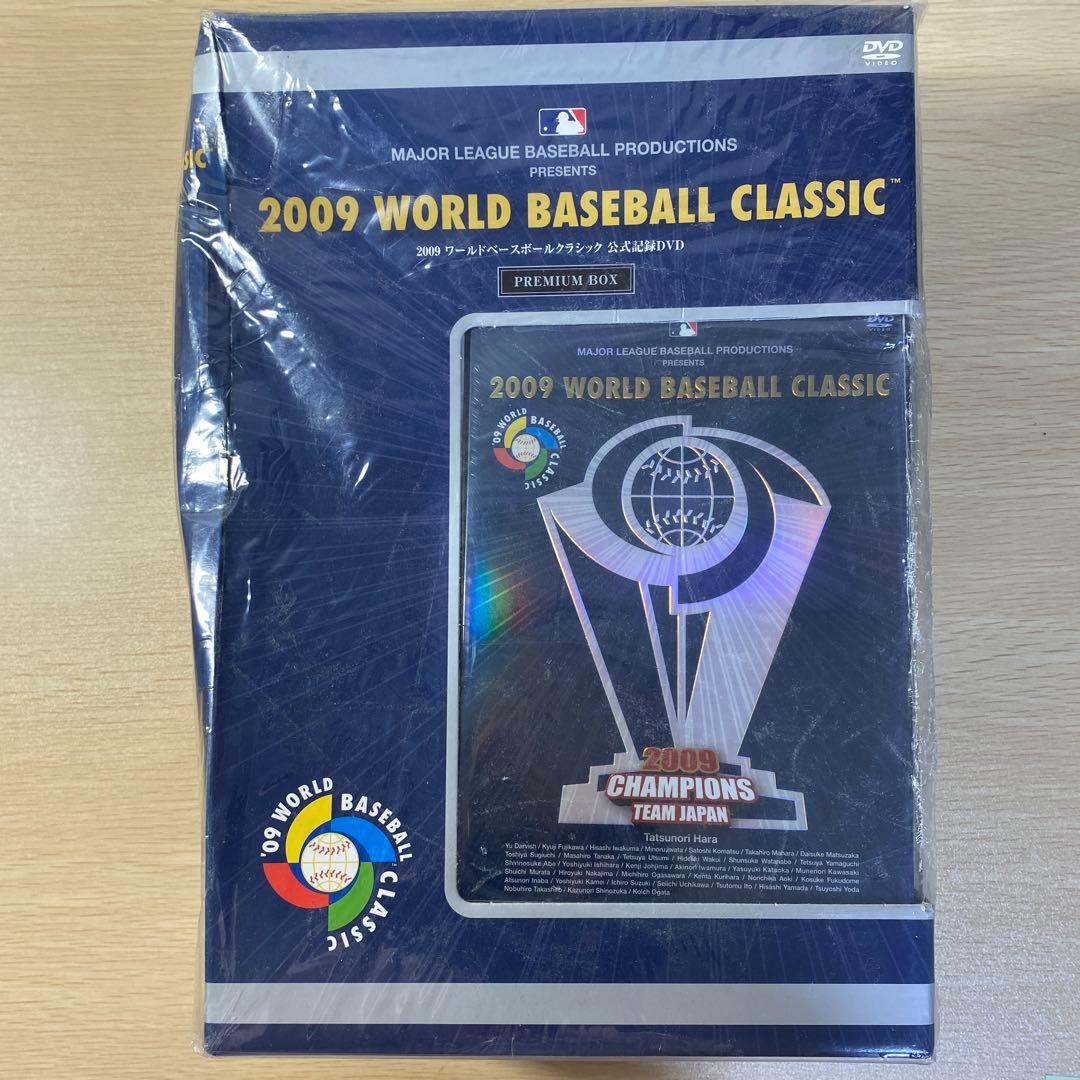 DVD
VIDEO
MAJOR LEAGUE BASEBALL PRODUCTIONS
PRESENTS
SIC
2009 WORLD BASEBALL CLASSIC™
2009 ワールドベースボールクラシック 公式記録DVD
PREMIUM BOX
DVD
VIDEO
MAJOR LEAGUE BASEBALL PRODUCTIONS
PRESENTS
2009 WORLD BASEBALL CLASSIC
'09 WORLD BASEBALL CLASSIC
2009
CHAMPIONS
TEAM JAPAN
Tatsunori Hara
Yu Darvish / Kyuji Fujikawa / Hisashi Iwakuma / Minoru Iwata / Satoshi Komatsu / Takahiro Mahara / Daisuke Matsuzaka
Toshiya Sugiuchi / Masahiro Tanaka / Tetsuya Utsumi / Hideaki Wakui / Shunsuke Watanabe / Tetsuya Yamaguchi
Shinnosuke Abe / Yoshiyuki Ishihara / Kenji Johjima / Akinori Iwamura / Yasuyuki Kataoka / Munenori Kawasaki
Shuichi Murata / Hiroyuki Nakajima / Michihiro Ogasawara / Kenta Kurihara / Norichika Aoki / Kosuke Fukudome
Atsunori Inaba / Yoshiyuki Kamei / Ichiro Suzuki / Seiichi Uchikawa / Tsutomu Ito / Hisashi Yamada / Tsuyoshi Yoda
Nobuhiro Takashiro / Kazunori Shinozuka / Koich Ogata
'09 WORLD BASEBALL CLASSIC